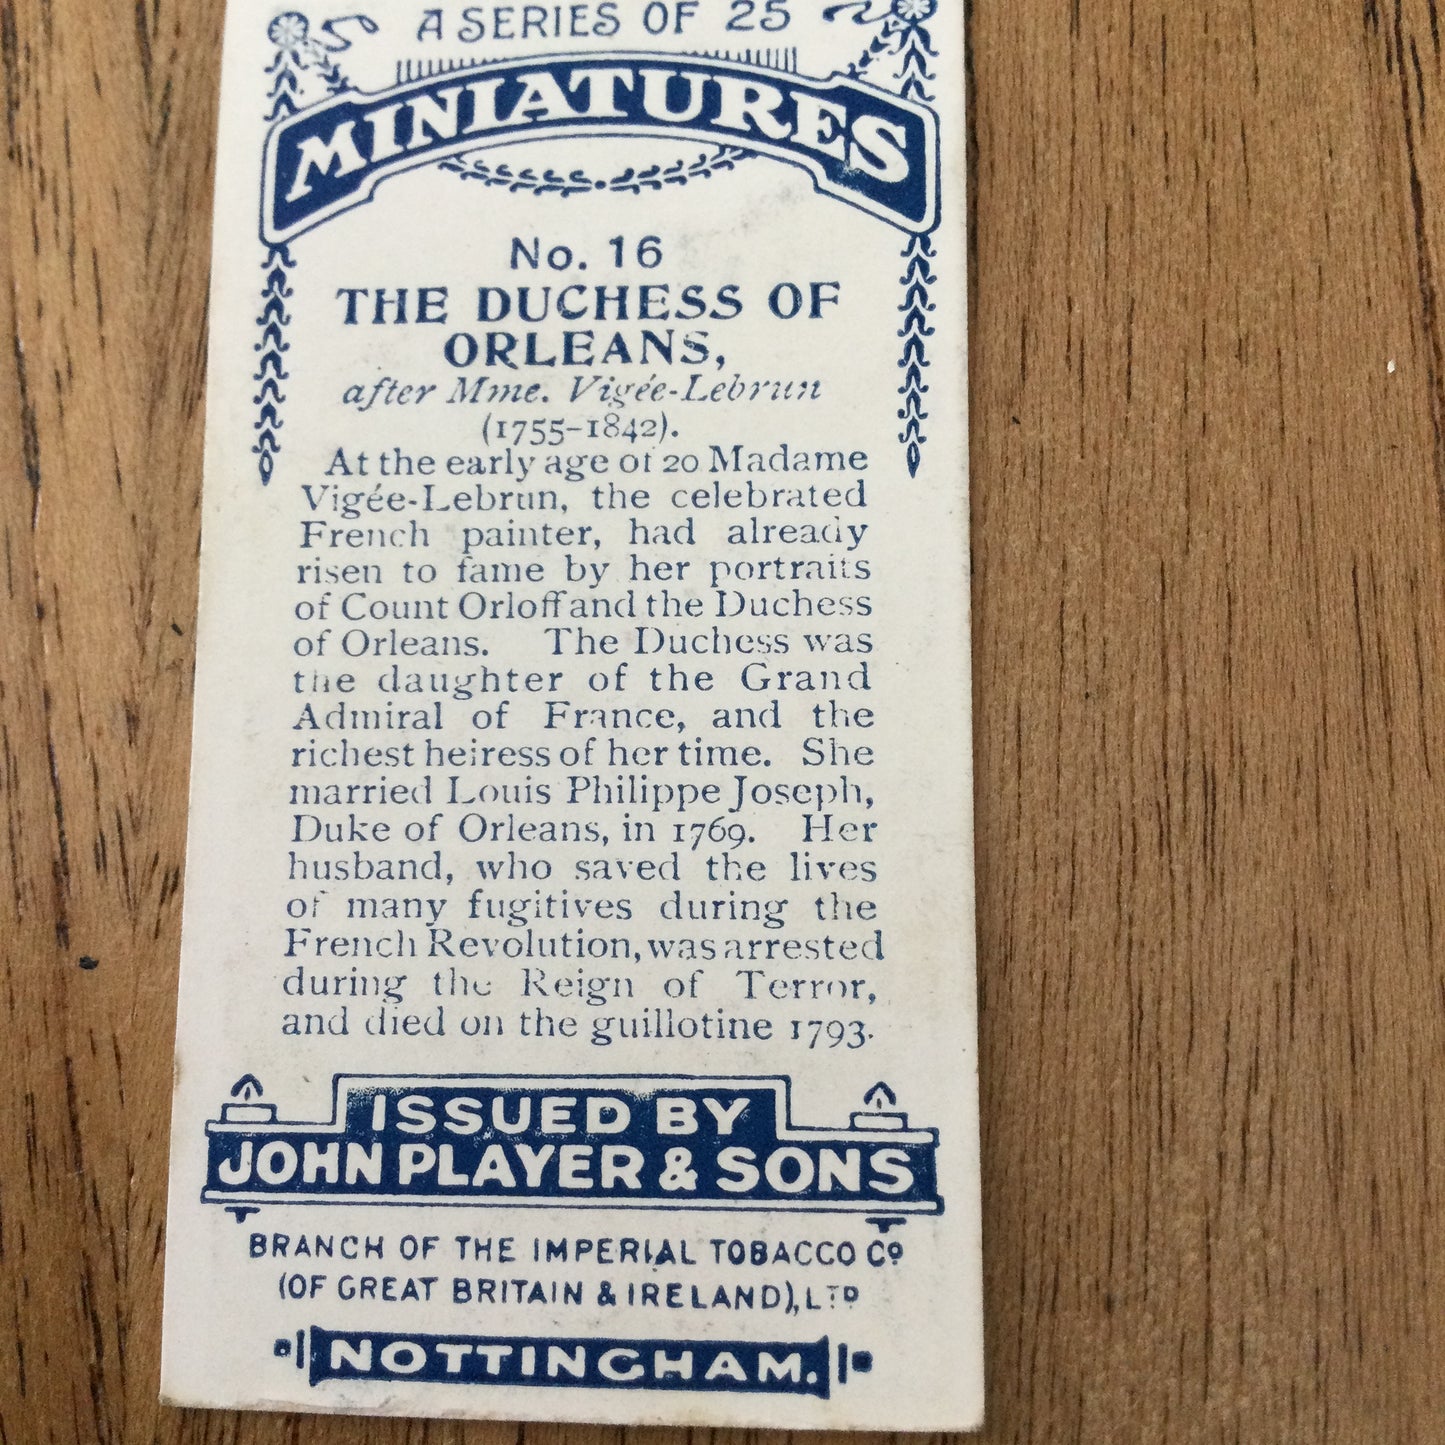 A SERIES OF 25
MINIATURES
No. 16
THE DUCHESS OF
ORLEANS,
after Mme. Vigée-Lebrun
(1755–1842).
At the early age of 20 Madame
Vigée-Lebrun, the celebrated
French painter, had already
risen to fame by her portraits
of Count Orloff and the Duchess
of Orleans. The Duchess was
the daughter of the Grand
Admiral of France, and the
richest heiress of her time. She
married Louis Philippe Joseph,
Duke of Orleans, in 1769. Her
husband, who saved the lives
of many fugitives during the
French Revolution, was arrested
during the Reign of Terror,
and died on the guillotine 1793.
ISSUED BY
JOHN PLAYER & SONS
BRANCH OF THE IMPERIAL TOBACCO Co
(OF GREAT BRITAIN & IRELAND), LTD
NOTTINGHAM.